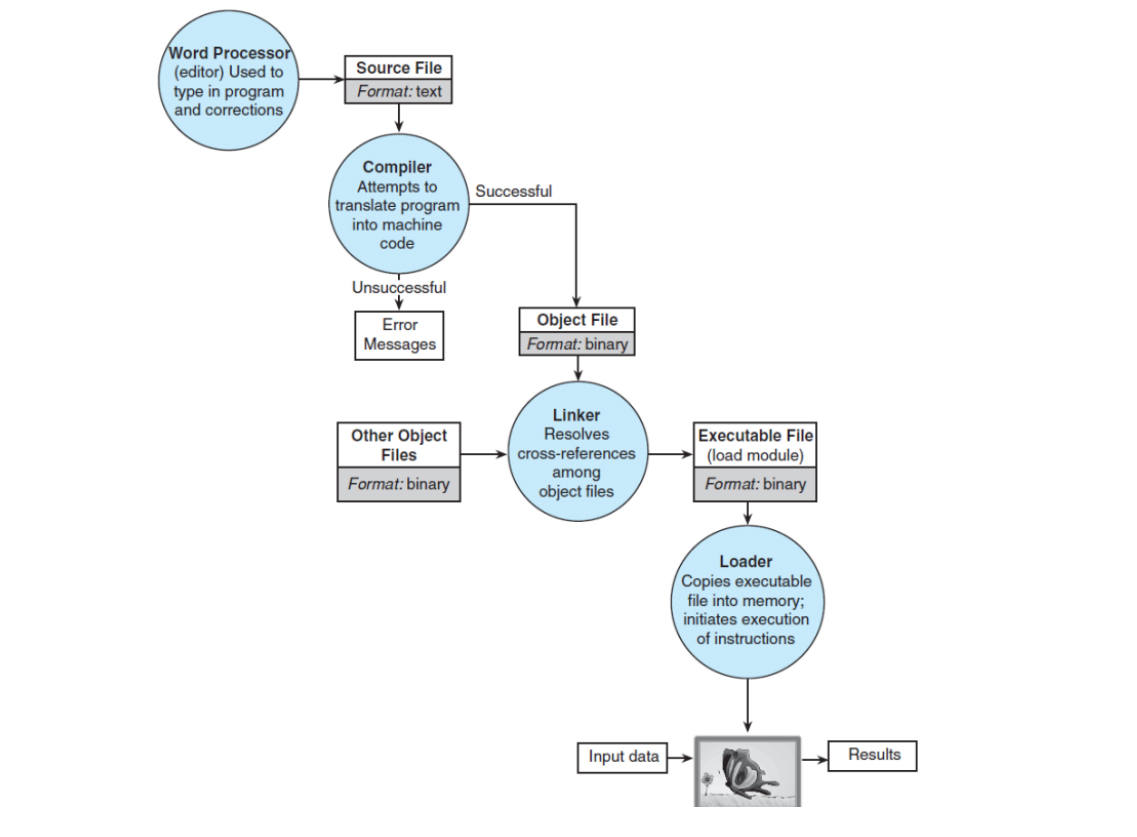 Word Processor
(editor) Used to
type in program
and corrections
Source File
Format: text
Compiler
Attempts to
translate program
into machine
code
Successful
Unsuccessful
Error
Messages
Object File
Format: binary
Linker
Resolves
cross-references
among
object files
Other Object
Files
Format: binary
Executable File
(load module)
Format: binary
Loader
Copies executable
file into memory;
initiates execution
of instructions
Input data
Results